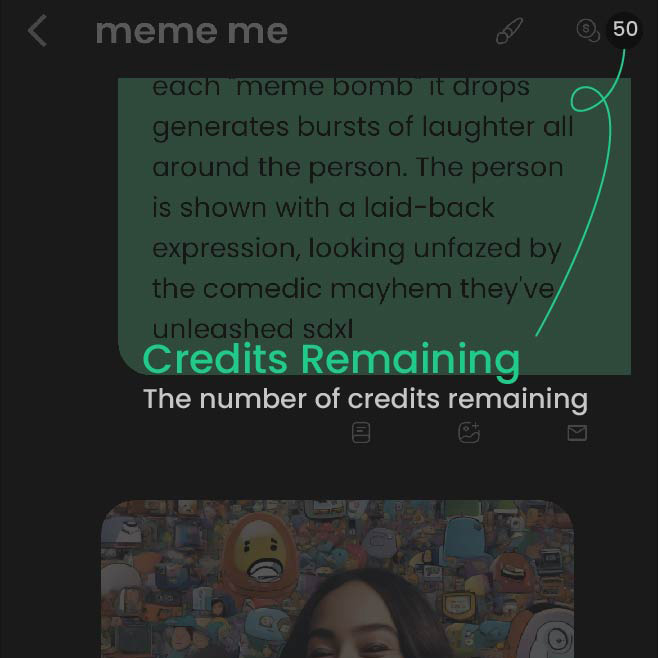 meme me
50
each "meme bomb" it drops
generates bursts of laughter all
around the person. The person
is shown with a laid-back
expression, looking unfazed by
the comedic mayhem they've
unleashed sdxl
Credits Remaining
The number of credits remaining